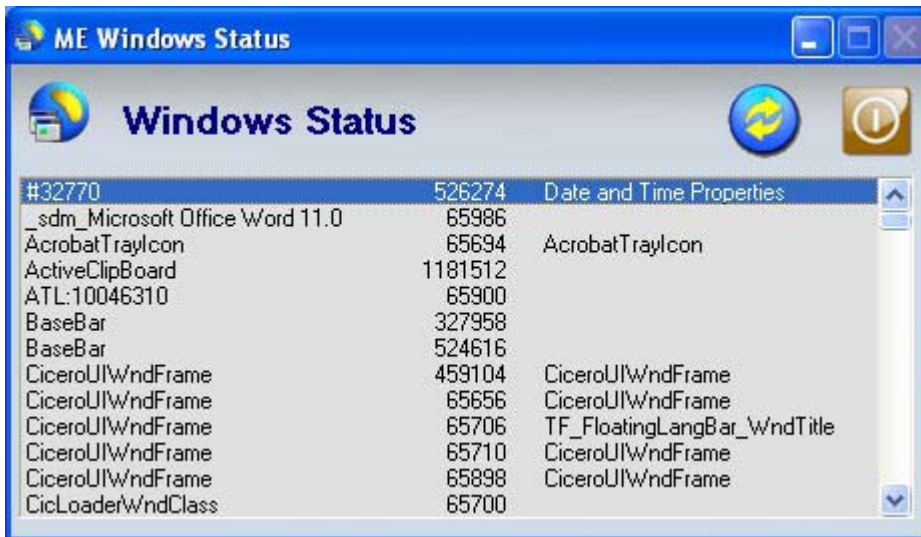 ME Windows Status
Windows Status
#32770 526274 Date and Time Properties
_sdm_Microsoft Office Word 11.0 65986
AcrobatTrayIcon 65694 AcrobatTrayIcon
ActiveClipBoard 1181512
ATL:10046310 65900
BaseBar 327958
BaseBar 524616
CiceroUIWndFrame 459104 CiceroUIWndFrame
CiceroUIWndFrame 65656 CiceroUIWndFrame
CiceroUIWndFrame 65706 TF_FloatingLangBar_WndTitle
CiceroUIWndFrame 65710 CiceroUIWndFrame
CiceroUIWndFrame 65898 CiceroUIWndFrame
CicLoaderWndClass 65700